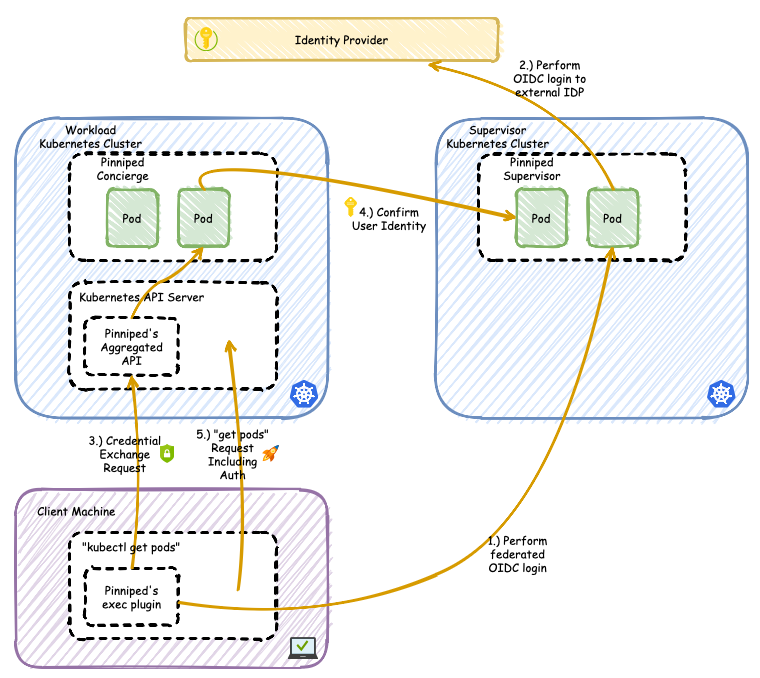 Identity Provider
2.) Perform
OIDC login to
external IDP
Workload
Kubernetes Cluster
Pinniped
Concierge
Pod
Pod
Supervisor
Kubernetes Cluster
Pinniped
Supervisor
Pod
Pod
4.) Confirm
User Identity
Kubernetes API Server
Pinniped's
Aggregated
API
3.) Credential
Exchange
Request
5.) "get pods"
Request
Including
Auth
Client Machine
"kubectl get pods"
Pinniped's
exec plugin
1.) Perform
federated
OIDC login